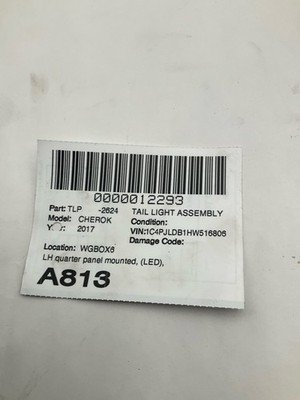 0000012293
Part: TLP -2624 TAIL LIGHT ASSEMBLY
Model: CHEROK Condition:
Y r: 2017 VIN:1C4PJLDB1HW516806
Damage Code:
Location: WGBOX6
LH quarter panel mounted, (LED),
A813